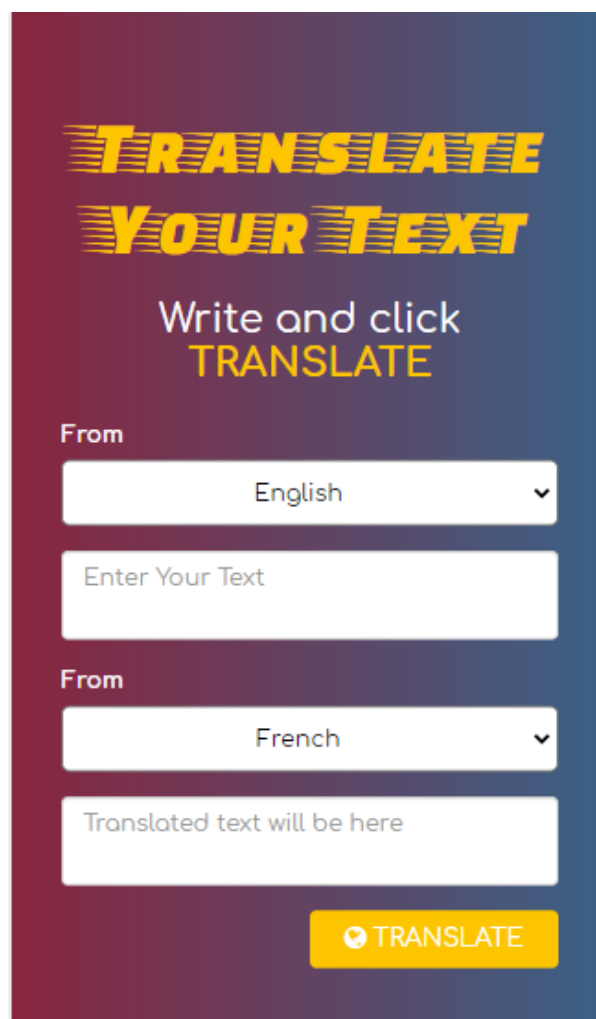 TRANSLATE
YOUR TEXT
Write and click
TRANSLATE
From
English
Enter Your Text
From
French
Translated text will be here
TRANSLATE